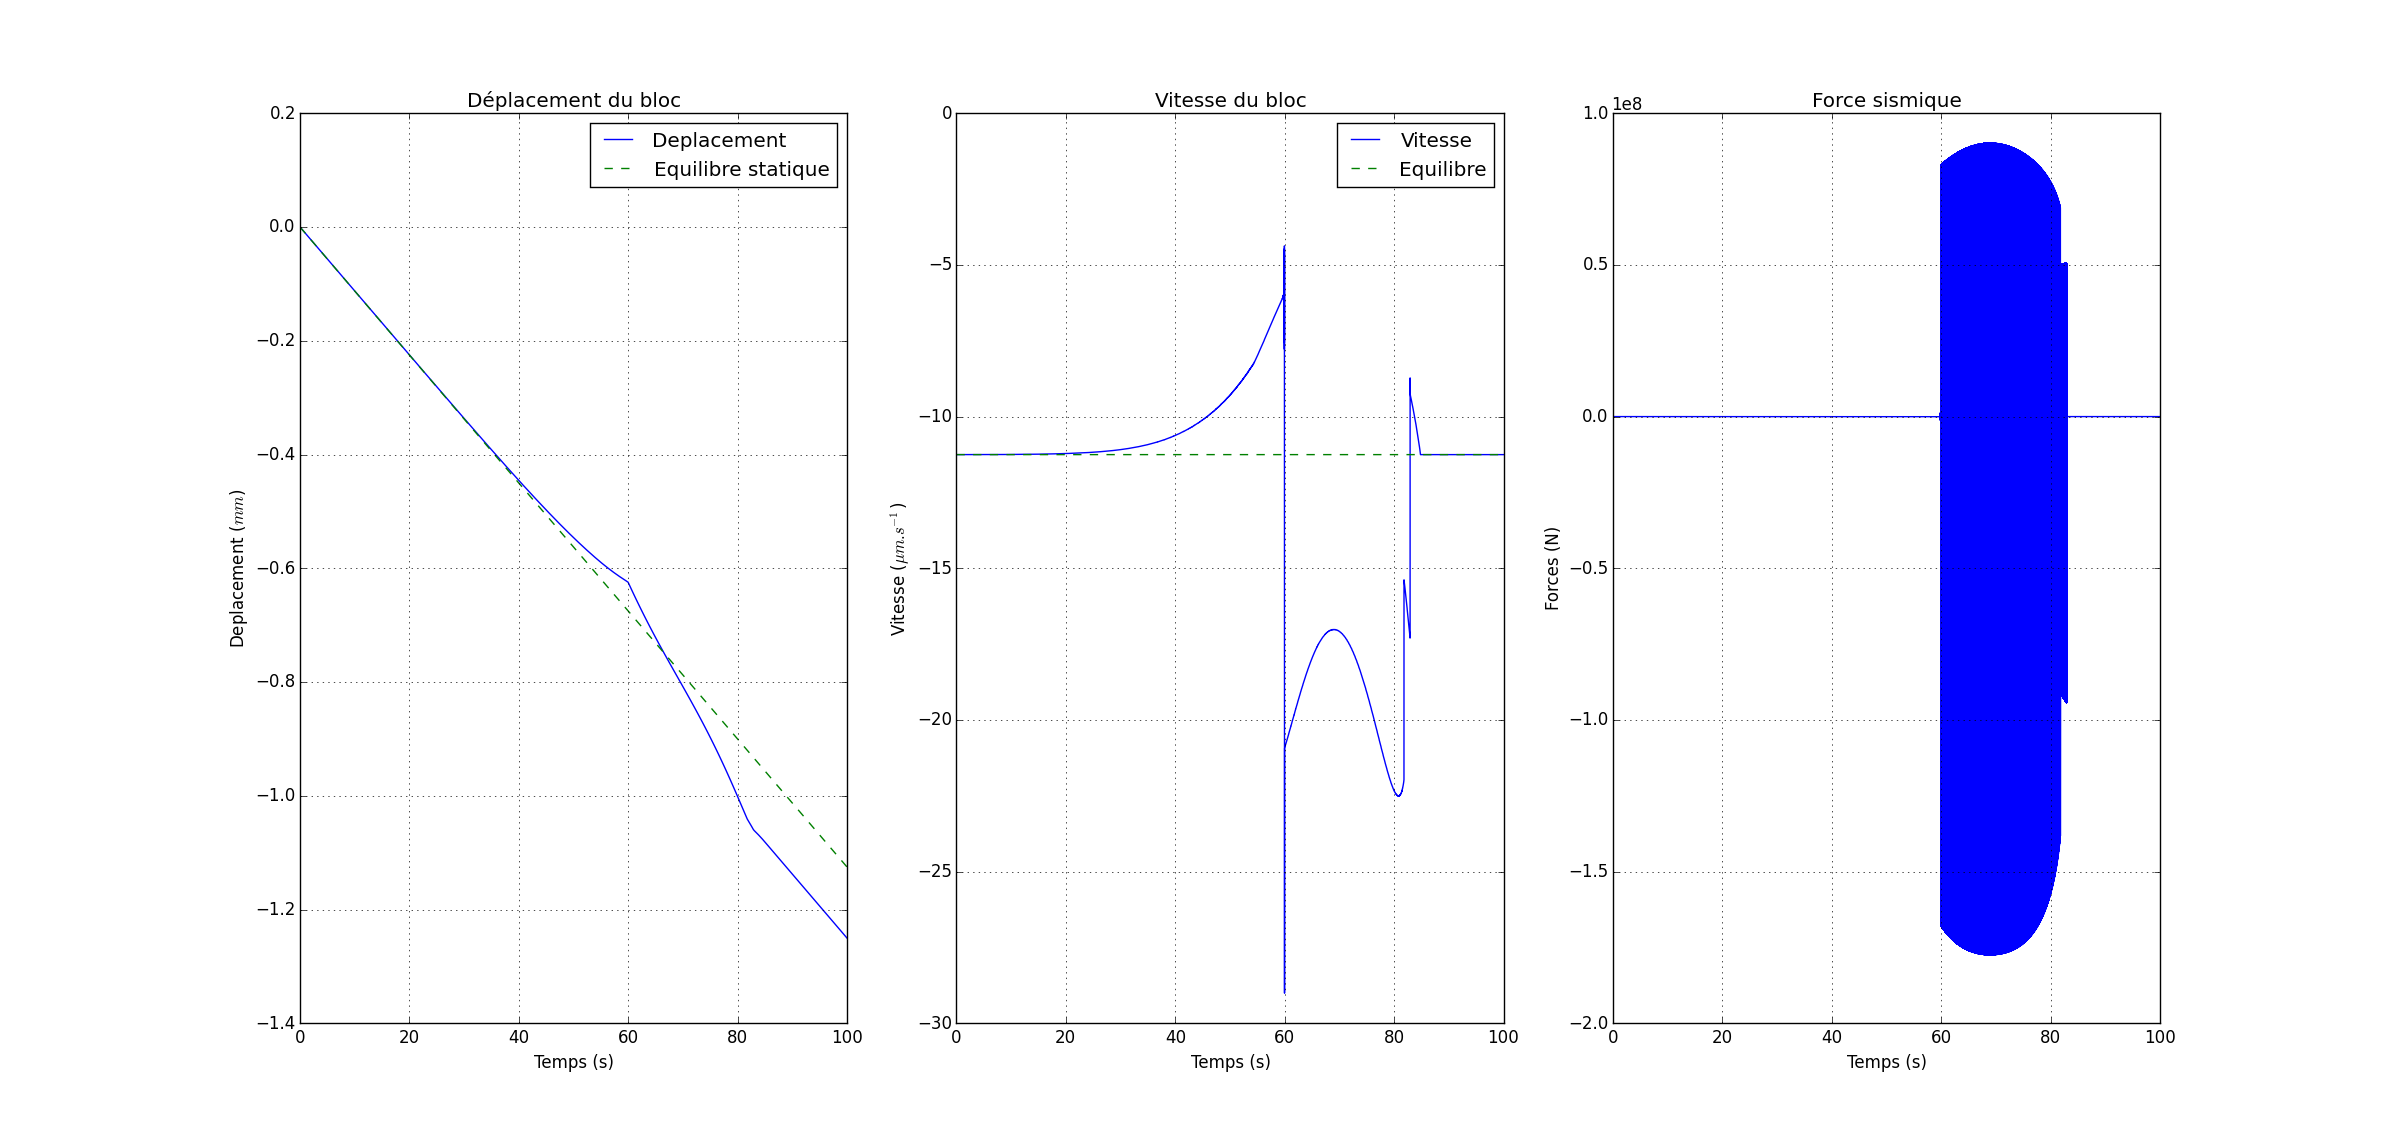 Déplacement du bloc
0.2
0.0
−0.2
−0.4
−0.6
−0.8
−1.0
−1.2
−1.4
Deplacement (mm)
Deplacement
Equilibre statique
0 20 40 60 80 100
Temps (s)
Vitesse du bloc
0
−5
−10
−15
−20
−25
−30
Vitesse (μm.s⁻¹)
Vitesse
Equilibre
0 20 40 60 80 100
Temps (s)
Force sismique
1e8
1.0
0.5
0.0
−0.5
−1.0
−1.5
−2.0
Forces (N)
0 20 40 60 80 100
Temps (s)